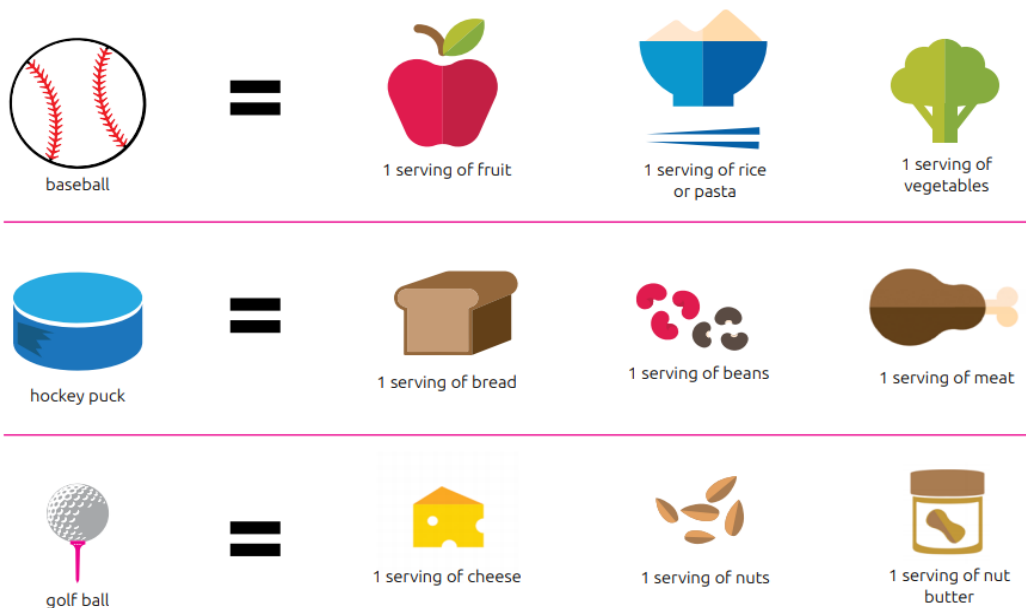 baseball
1 serving of fruit
1 serving of rice
or pasta
1 serving of
vegetables
hockey puck
1 serving of bread
1 serving of beans
1 serving of meat
golf ball
1 serving of cheese
1 serving of nuts
1 serving of nut
butter